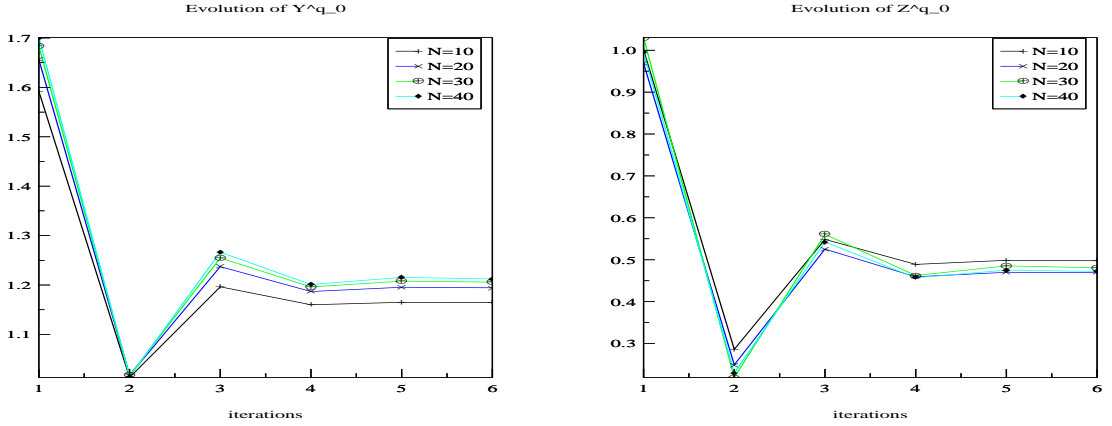 Evolution of Y^q_0
1.7
1.6
1.5
1.4
1.3
1.2
1.1
1
2
3
4
5
6
iterations
N=10
N=20
N=30
N=40
Evolution of Z^q_0
1.0
0.9
0.8
0.7
0.6
0.5
0.4
0.3
1
2
3
4
5
6
iterations
N=10
N=20
N=30
N=40